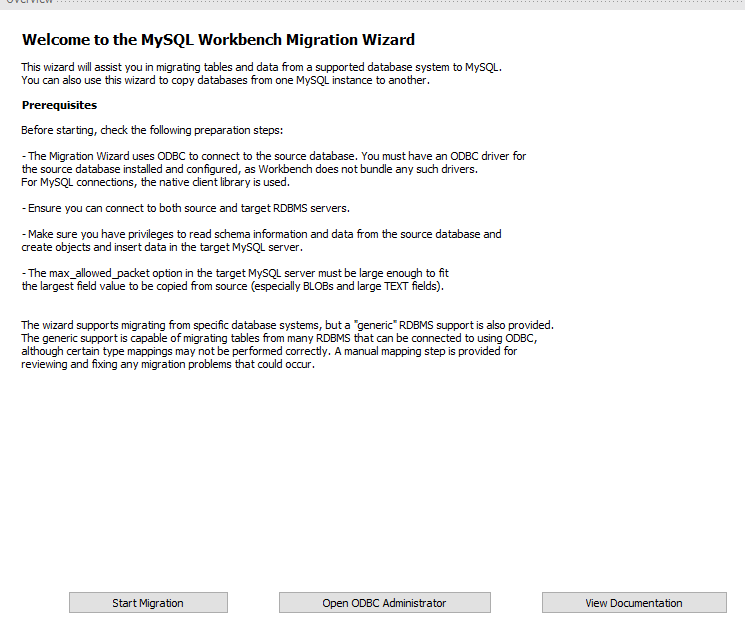 Overview
Welcome to the MySQL Workbench Migration Wizard
This wizard will assist you in migrating tables and data from a supported database system to MySQL.
You can also use this wizard to copy databases from one MySQL instance to another.
Prerequisites
Before starting, check the following preparation steps:
- The Migration Wizard uses ODBC to connect to the source database. You must have an ODBC driver for
the source database installed and configured, as Workbench does not bundle any such drivers.
For MySQL connections, the native client library is used.
- Ensure you can connect to both source and target RDBMS servers.
- Make sure you have privileges to read schema information and data from the source database and
create objects and insert data in the target MySQL server.
- The max_allowed_packet option in the target MySQL server must be large enough to fit
the largest field value to be copied from source (especially BLOBs and large TEXT fields).
The wizard supports migrating from specific database systems, but a "generic" RDBMS support is also provided.
The generic support is capable of migrating tables from many RDBMS that can be connected to using ODBC,
although certain type mappings may not be performed correctly. A manual mapping step is provided for
reviewing and fixing any migration problems that could occur.
Start Migration
Open ODBC Administrator
View Documentation